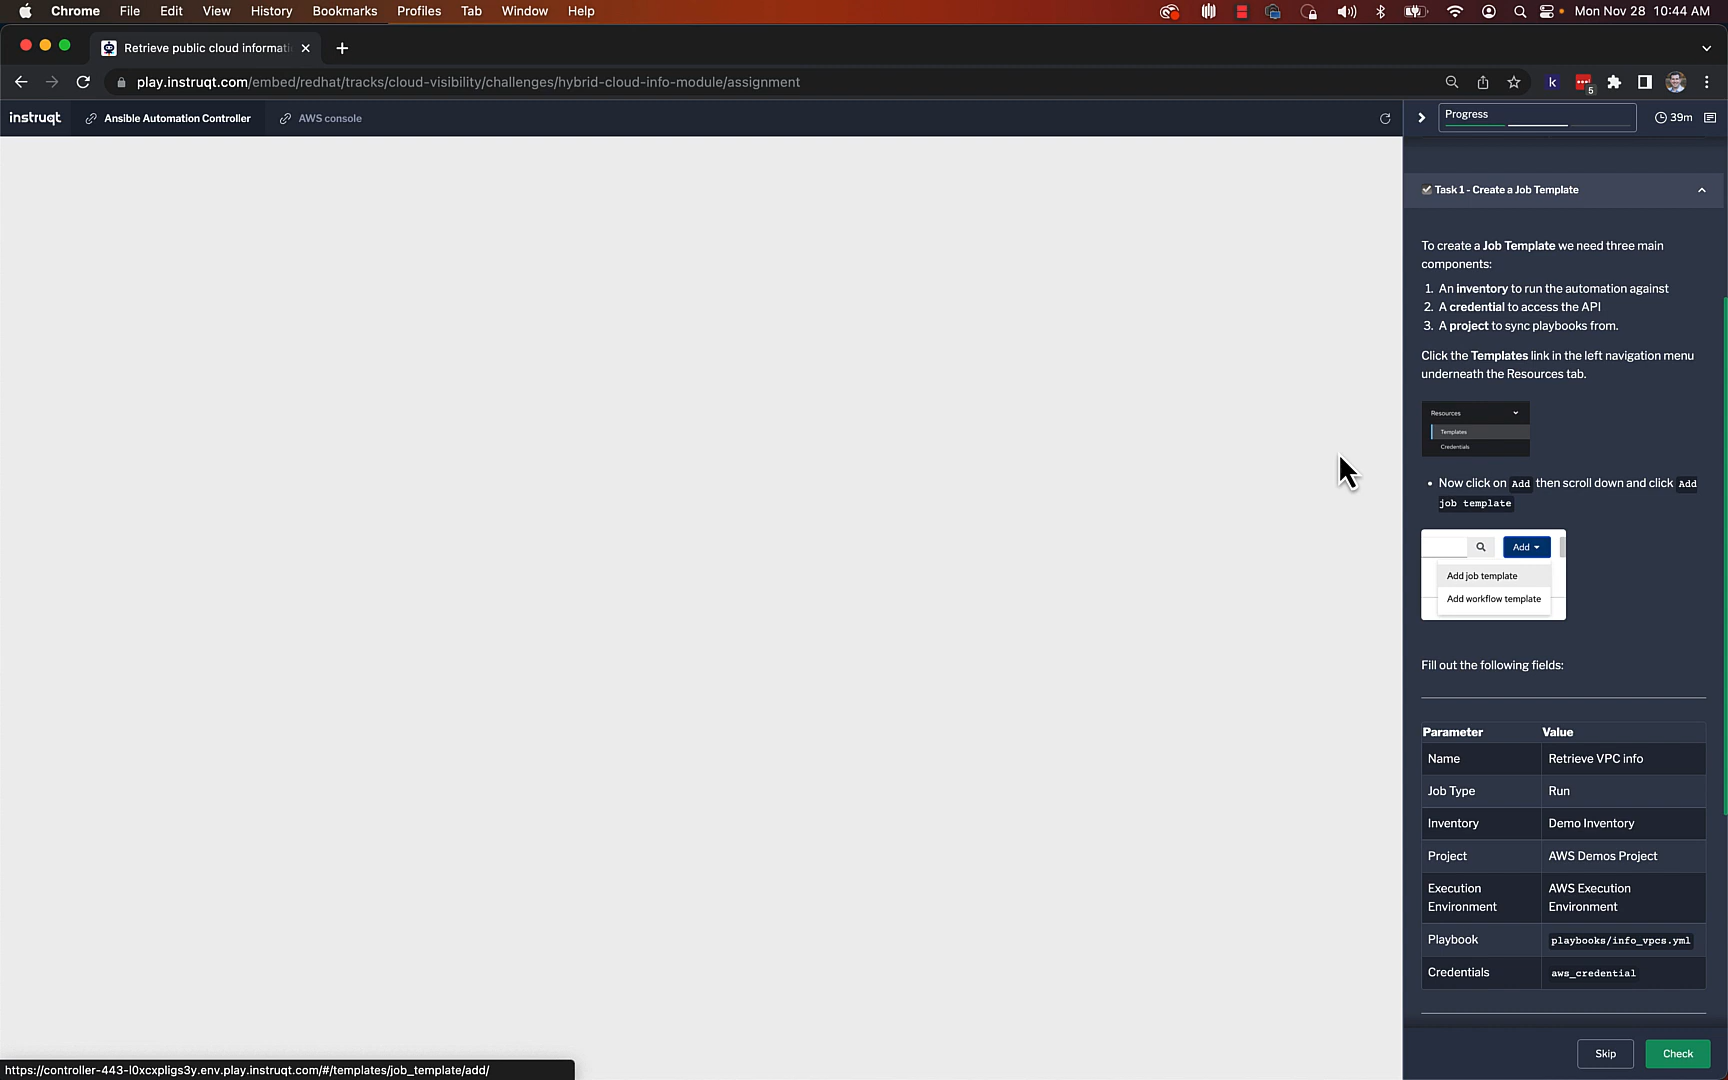 Chrome File Edit View History Bookmarks Profiles Tab Window Help
5
Mon Nov 28 10:44 AM
Retrieve public cloud informati
play.instruqt.com/embed/redhat/tracks/cloud-visibility/challenges/hybrid-cloud-info-module/assignment
k
instruqt
Ansible Automation Controller
AWS console
Progress
39m
Task 1 - Create a Job Template
To create a Job Template we need three main
components:
1. An inventory to run the automation against
2. A credential to access the API
3. A project to sync playbooks from.
Click the Templates link in the left navigation menu
underneath the Resources tab.
Resources
Templates
Credentials
• Now click on Add then scroll down and click Add
job template
Add
Add job template
Add workflow template
Fill out the following fields:
Parameter Value
Name Retrieve VPC info
Job Type Run
Inventory Demo Inventory
Project AWS Demos Project
Execution AWS Execution
Environment Environment
Playbook playbooks/info_vpcs.yml
Credentials aws_credential
Skip
Check
https://controller-443-l0xcxpligs3y.env.play.instruqt.com/#/templates/job_template/add/